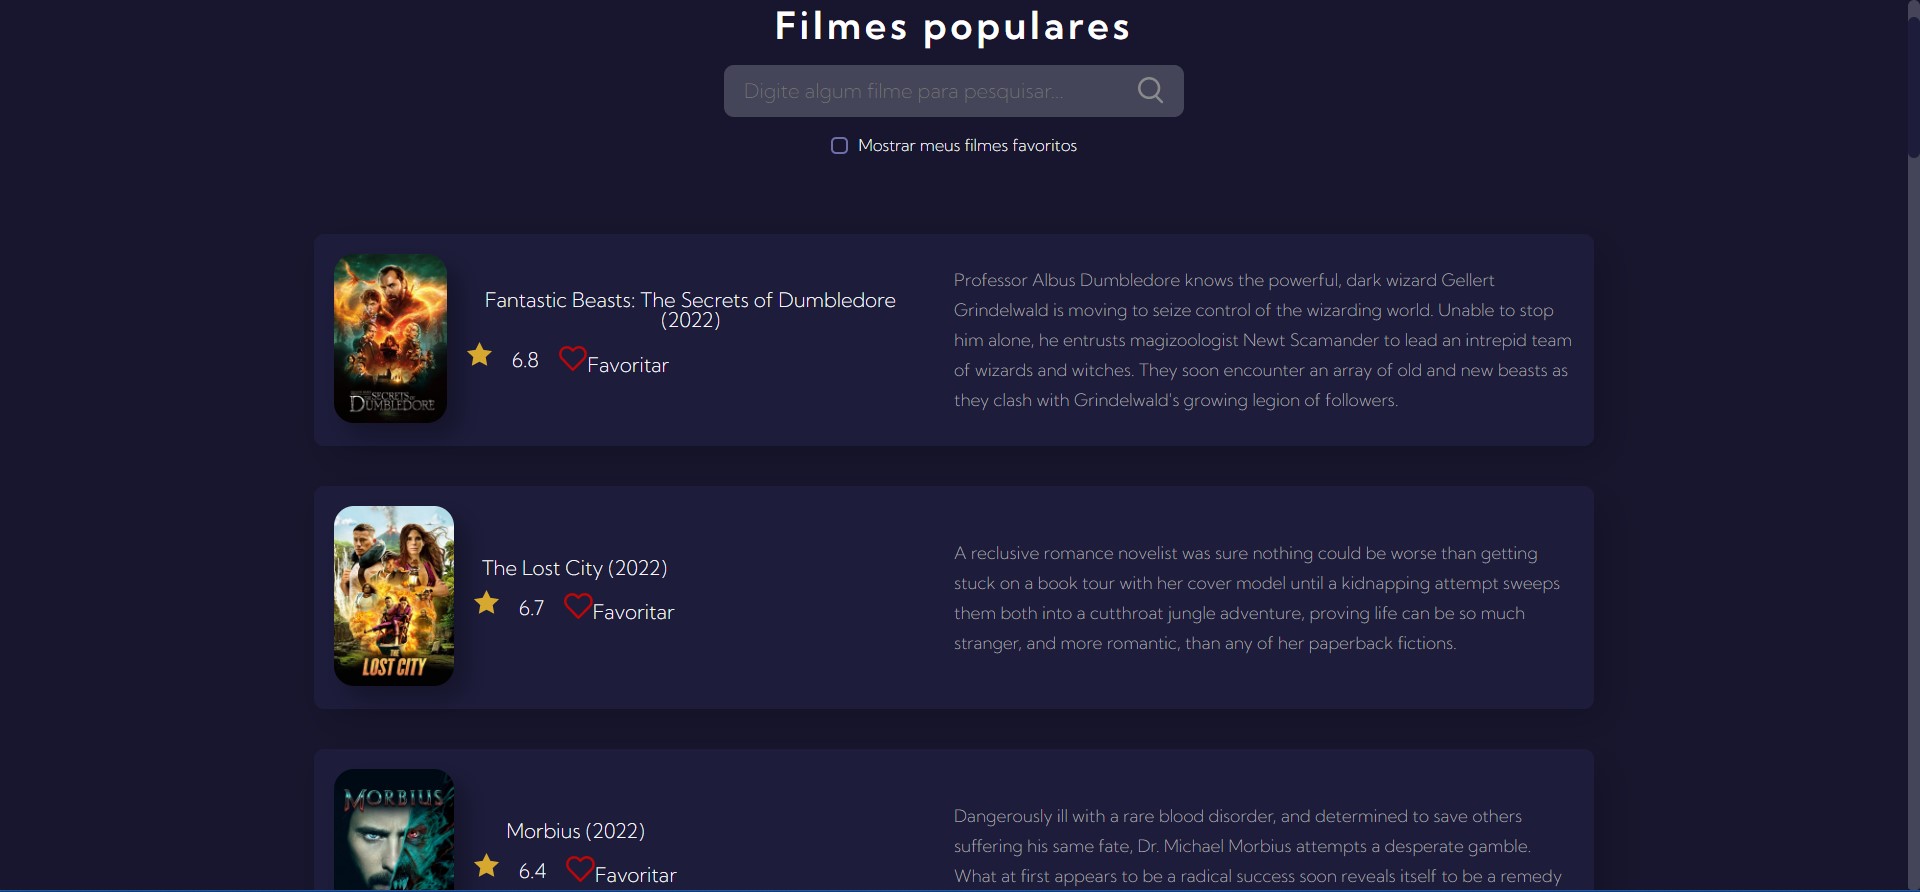 Filmes populares
Digite algum filme para pesquisar...
Mostrar meus filmes favoritos
SECRETS OF
DUMBLEDORE
Fantastic Beasts: The Secrets of Dumbledore
(2022)
6.8 Favoritar
Professor Albus Dumbledore knows the powerful, dark wizard Gellert
Grindelwald is moving to seize control of the wizarding world. Unable to stop
him alone, he entrusts magizoologist Newt Scamander to lead an intrepid team
of wizards and witches. They soon encounter an array of old and new beasts as
they clash with Grindelwald's growing legion of followers.
THE
LOST CITY
The Lost City (2022)
6.7 Favoritar
A reclusive romance novelist was sure nothing could be worse than getting
stuck on a book tour with her cover model until a kidnapping attempt sweeps
them both into a cutthroat jungle adventure, proving life can be so much
stranger, and more romantic, than any of her paperback fictions.
MORBIUS
Morbius (2022)
6.4 Favoritar
Dangerously ill with a rare blood disorder, and determined to save others
suffering his same fate, Dr. Michael Morbius attempts a desperate gamble.
What at first appears to be a radical success soon reveals itself to be a remedy